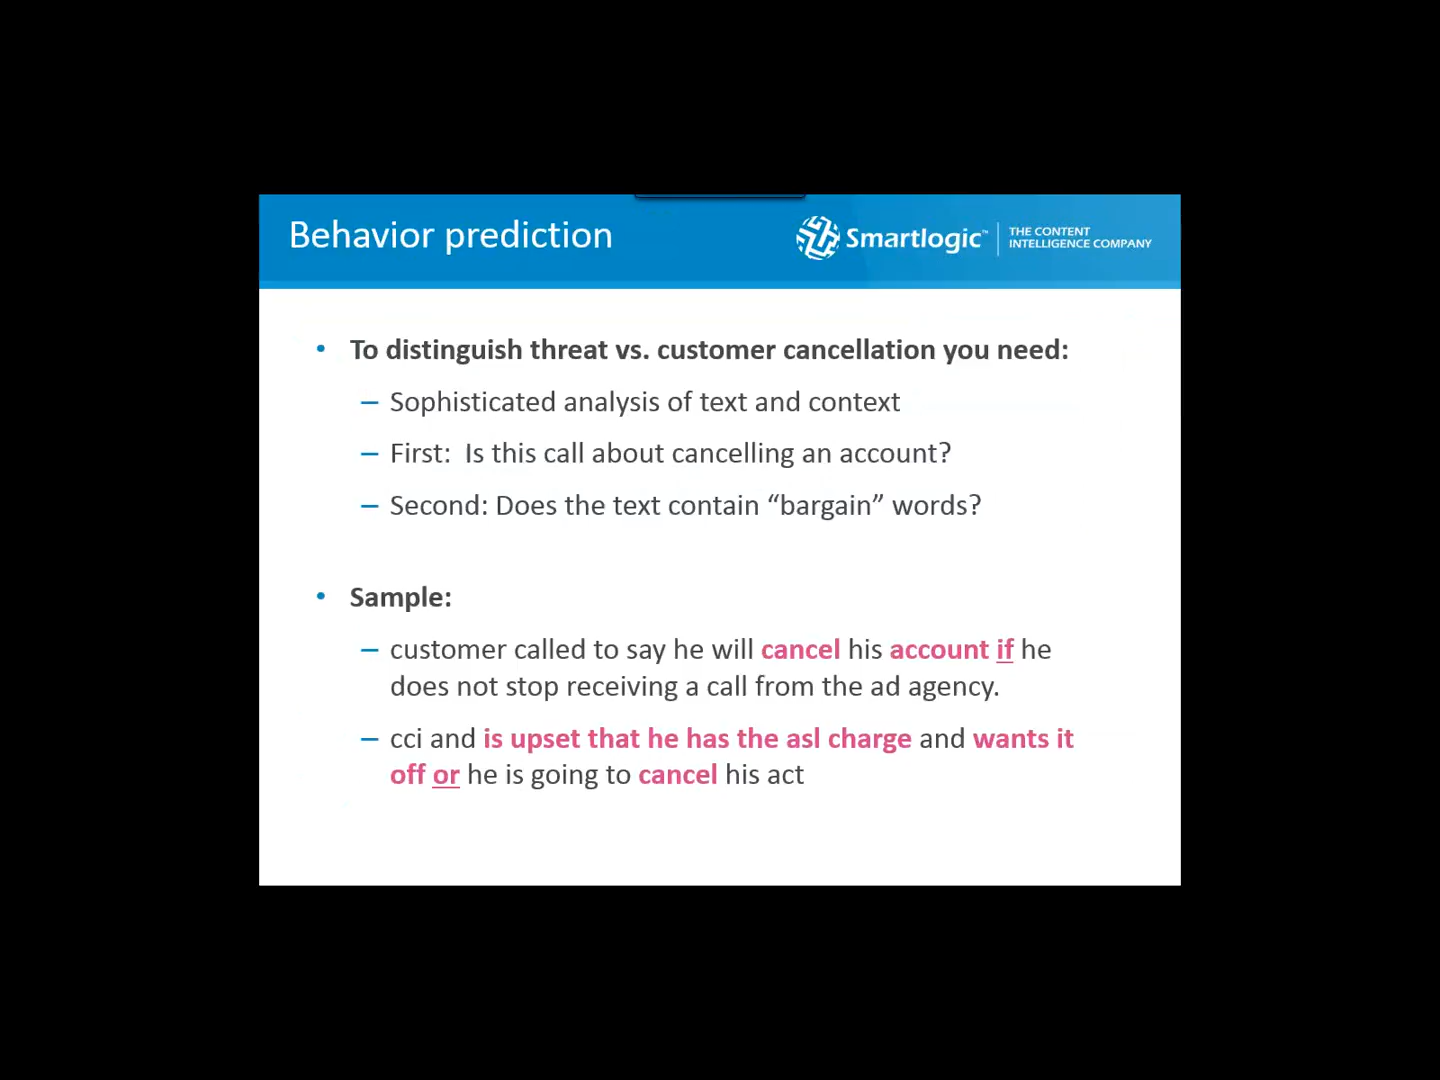 Behavior prediction
Smartlogic™
THE CONTENT
INTELLIGENCE COMPANY
• To distinguish threat vs. customer cancellation you need:
– Sophisticated analysis of text and context
– First:  Is this call about cancelling an account?
– Second: Does the text contain “bargain” words?
• Sample:
– customer called to say he will cancel his account if he
does not stop receiving a call from the ad agency.
– cci and is upset that he has the asl charge and wants it
off or he is going to cancel his act